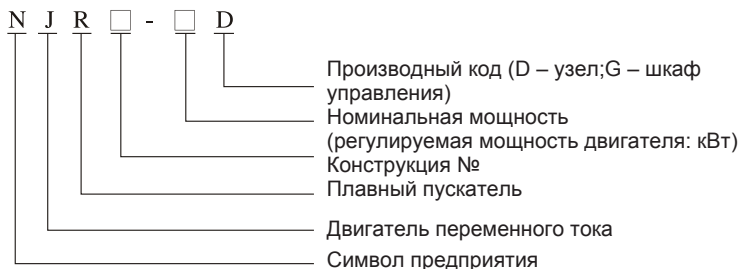 N J R □ - □ D
Производный код (D – узел;G – шкаф
управления)
Номинальная мощность
(регулируемая мощность двигателя: кВт)
Конструкция №
Плавный пускатель
Двигатель переменного тока
Символ предприятия